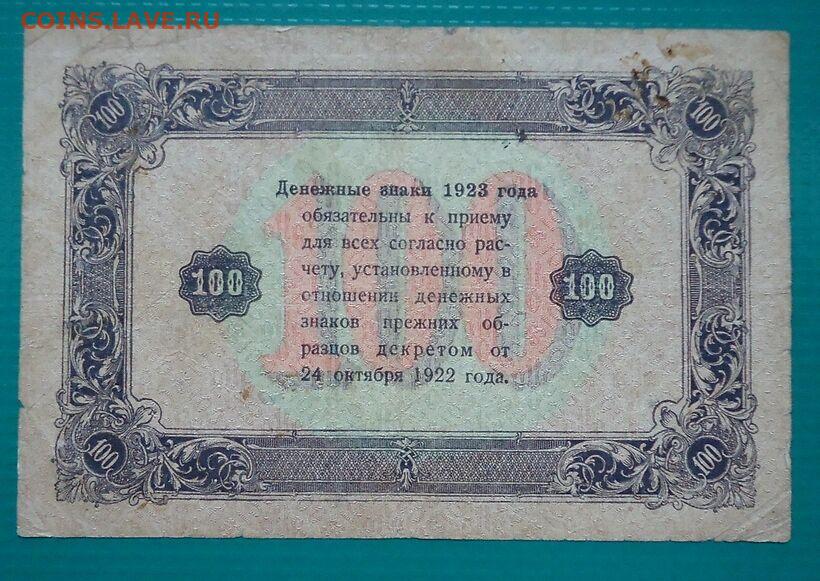 COINS.LAVE.RU
100 100
100
Денежные знаки 1923 года
обязательны к приему
для всех согласно рас-
чету, установленному в
отношении денежных
знаков прежних об-
разцов декретом от
24 октября 1922 года.
100 100
100 100